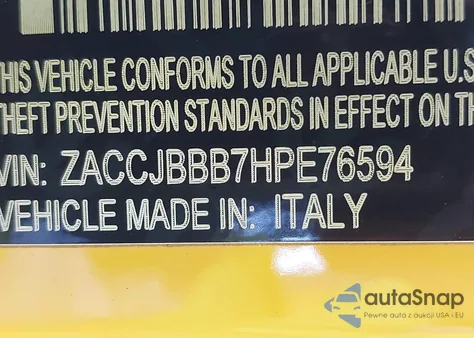 THIS VEHICLE CONFORMS TO ALL APPLICABLE U.S
THEFT PREVENTION STANDARDS IN EFFECT ON TH
VIN: ZACCJBBB7HPE76594
VEHICLE MADE IN: ITALY
autaSnap
Pewne auta z aukcji USA i EU